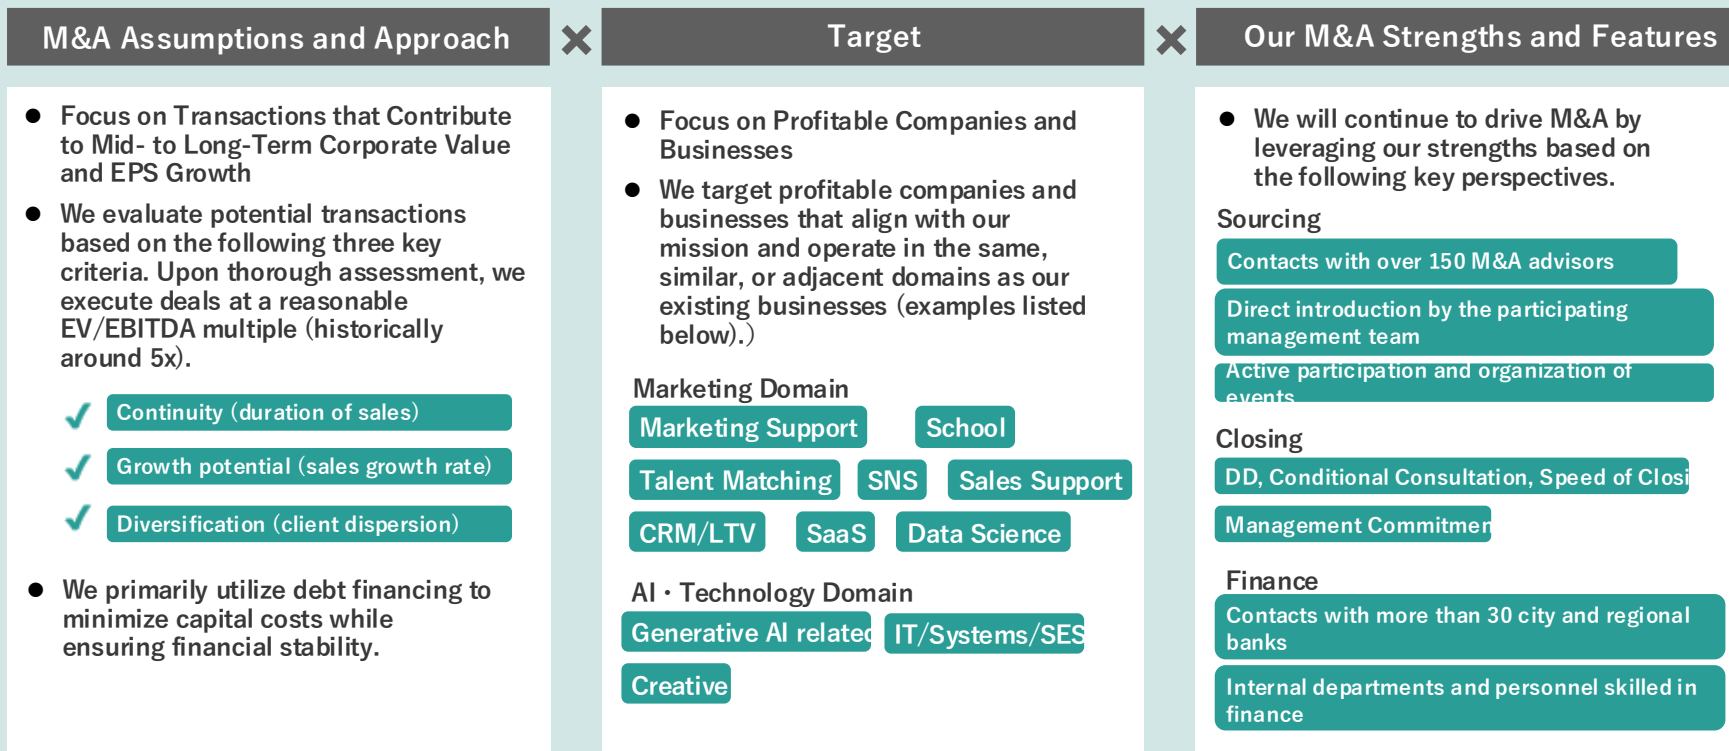 M&A Assumptions and Approach
Focus on Transactions that Contribute
to Mid- to Long-Term Corporate Value
and EPS Growth
We evaluate potential transactions
based on the following three key
criteria. Upon thorough assessment, we
execute deals at a reasonable
EV/EBITDA multiple (historically
around 5x).
Continuity (duration of sales)
Growth potential (sales growth rate)
Diversification (client dispersion)
We primarily utilize debt financing to
minimize capital costs while
ensuring financial stability.
Target
Focus on Profitable Companies and
Businesses
We target profitable companies and
businesses that align with our
mission and operate in the same,
similar, or adjacent domains as our
existing businesses (examples listed
below).）
Marketing Domain
Marketing Support School
Talent Matching SNS Sales Support
CRM/LTV SaaS Data Science
AI・Technology Domain
Generative AI related IT/Systems/SES
Creative
Our M&A Strengths and Features
We will continue to drive M&A by
leveraging our strengths based on
the following key perspectives.
Sourcing
Contacts with over 150 M&A advisors
Direct introduction by the participating
management team
Active participation and organization of
events
Closing
DD, Conditional Consultation, Speed of Closi
Management Commitmen
Finance
Contacts with more than 30 city and regional
banks
Internal departments and personnel skilled in
finance